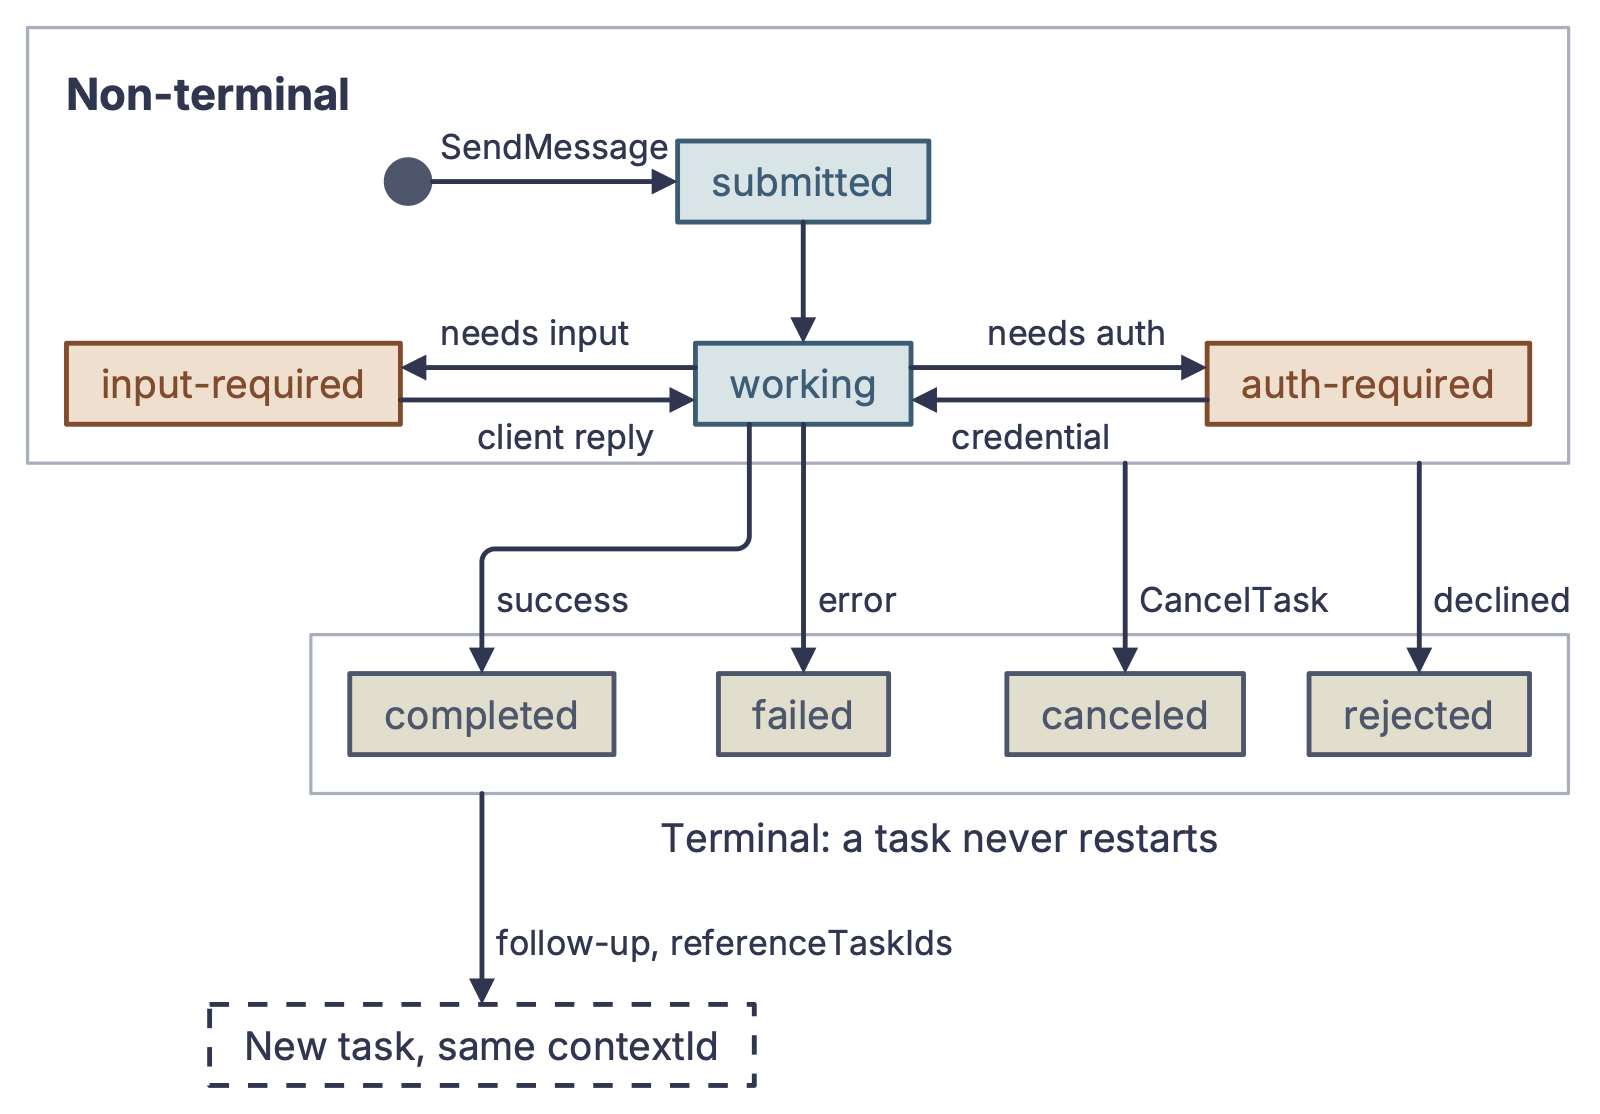 Non-terminal
SendMessage
submitted
needs input
needs auth
input-required
working
auth-required
client reply
credential
success
error
CancelTask
declined
completed
failed
canceled
rejected
Terminal: a task never restarts
follow-up, referenceTaskIds
New task, same contextId